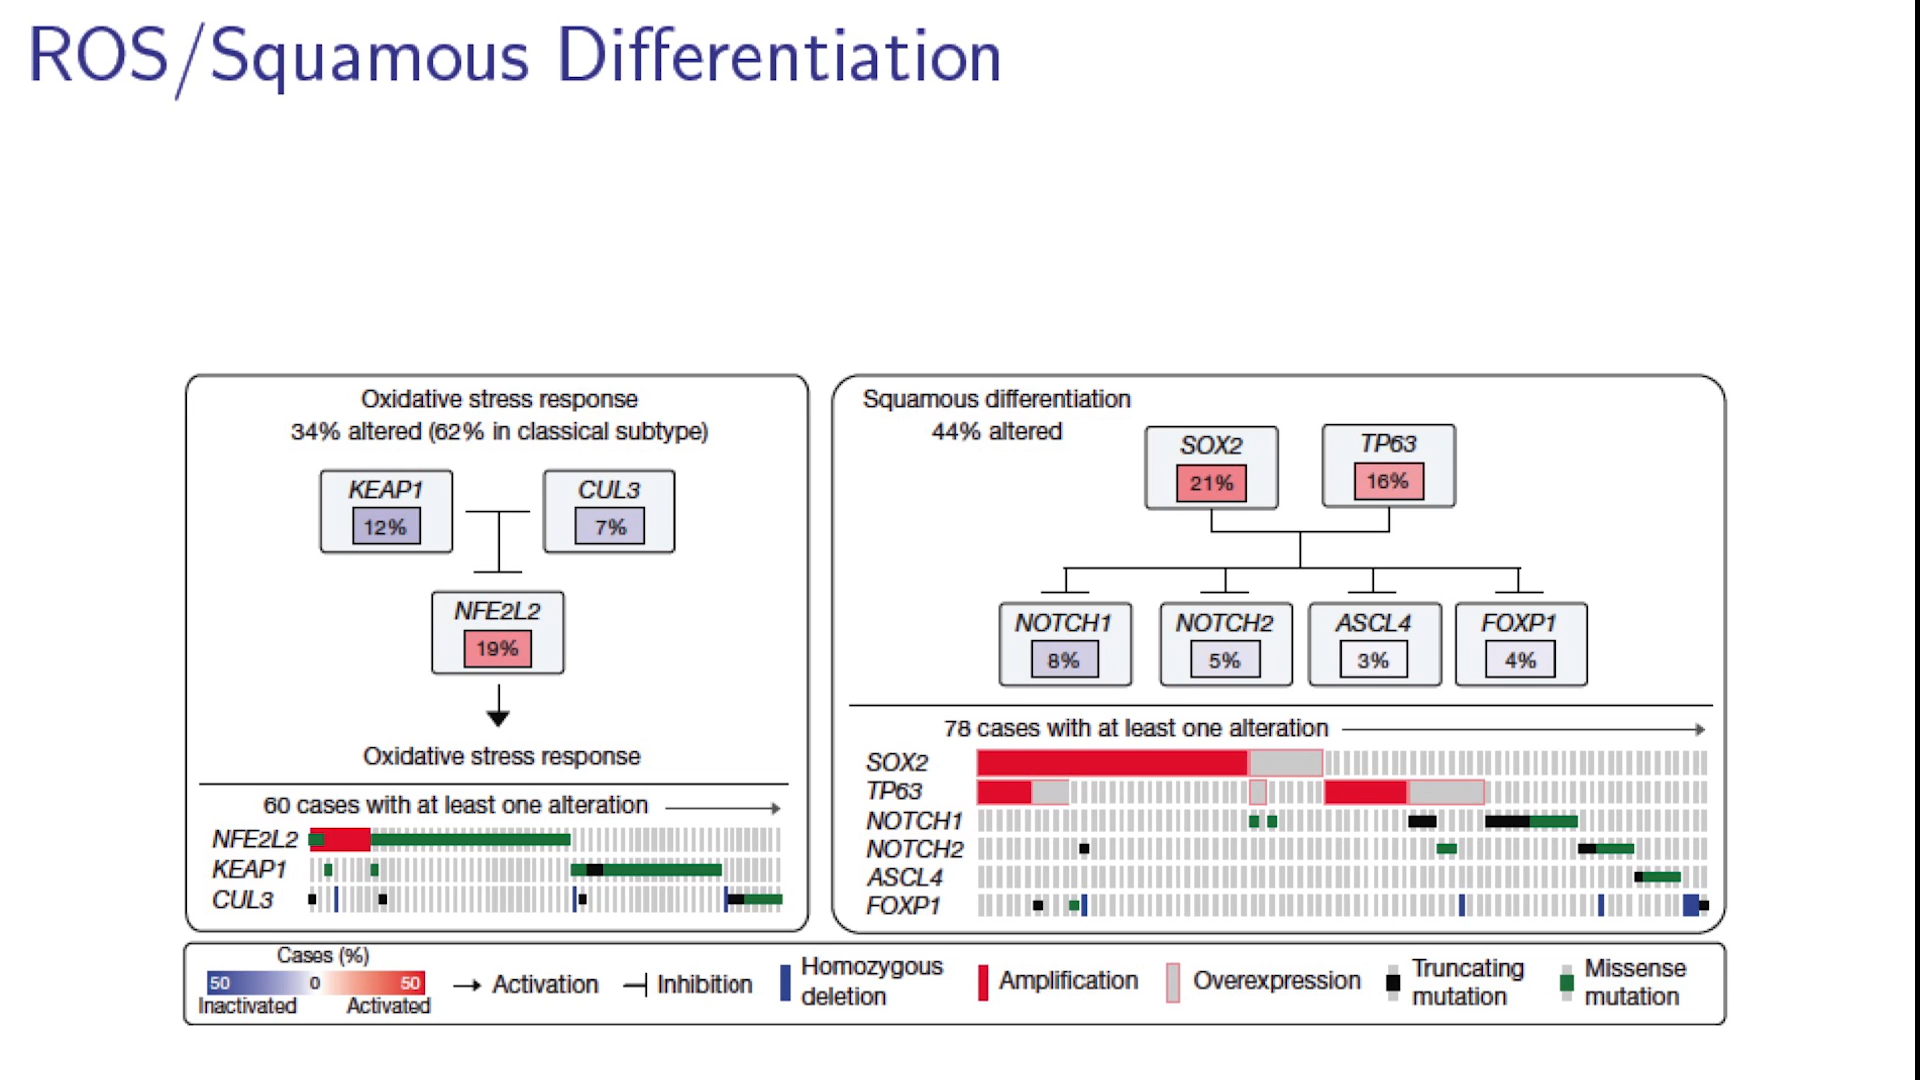 ROS/Squamous Differentiation
Oxidative stress response
34% altered (62% in classical subtype)
KEAP1
12%
CUL3
7%
NFE2L2
19%
Oxidative stress response
60 cases with at least one alteration
NFE2L2
KEAP1
CUL3
Squamous differentiation
44% altered
SOX2
21%
TP63
16%
NOTCH1
8%
NOTCH2
5%
ASCL4
3%
FOXP1
4%
78 cases with at least one alteration
SOX2
TP63
NOTCH1
NOTCH2
ASCL4
FOXP1
Cases (%)
50 0 50
Inactivated Activated
Activation
Inhibition
Homozygous
deletion
Amplification
Overexpression
Truncating
mutation
Missense
mutation